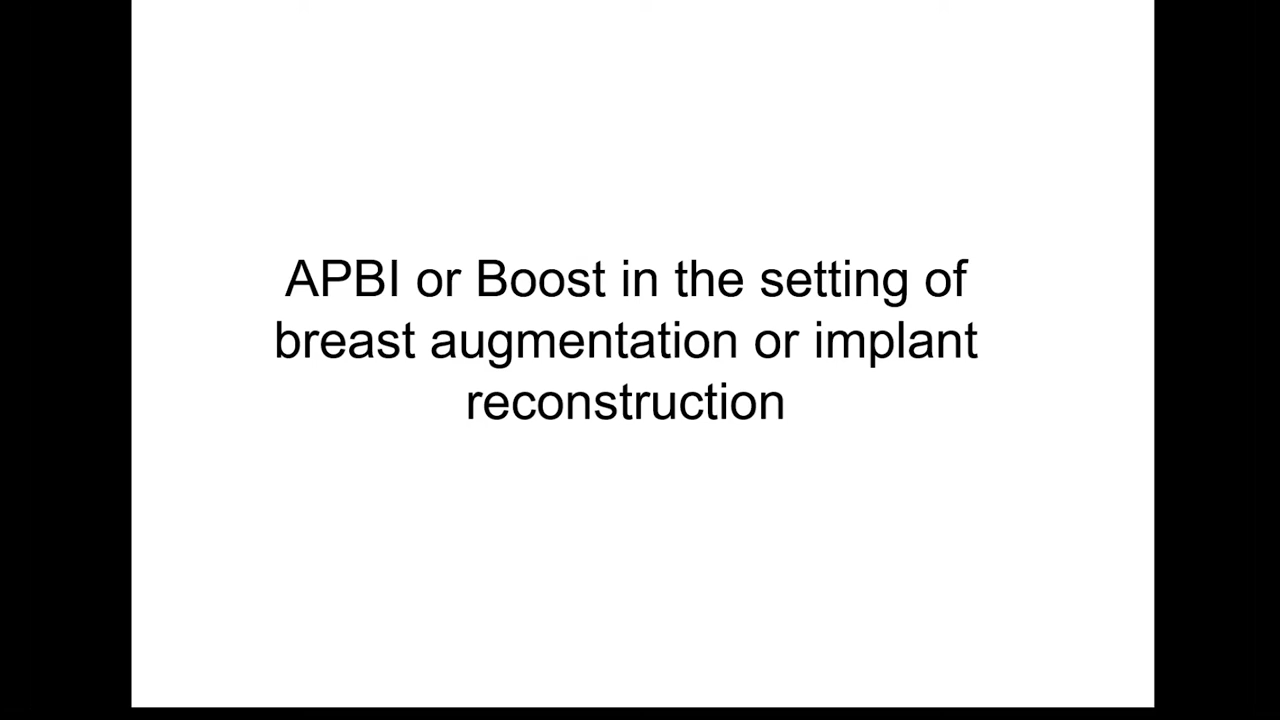 APBI or Boost in the setting of
breast augmentation or implant
reconstruction